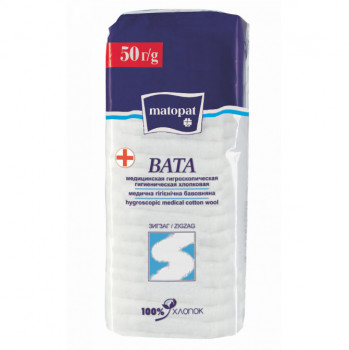 50 г/g
matopat
ВАТА
медицинская гигроскопическая
гигиеническая хлопковая
медична гігієнічна бавовняна
hygroscopic medical cotton wool
ЗИГЗАГ / ZIGZAG
100% ХЛОПОК